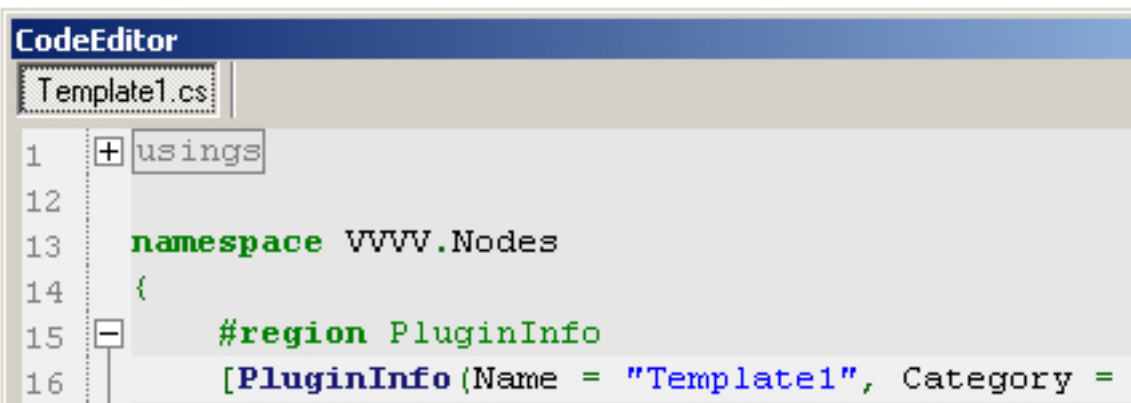 CodeEditor
Template1.cs
1 usings
12
13 namespace VVVV.Nodes
14 {
15 #region PluginInfo
16 [PluginInfo(Name = "Template1", Category =